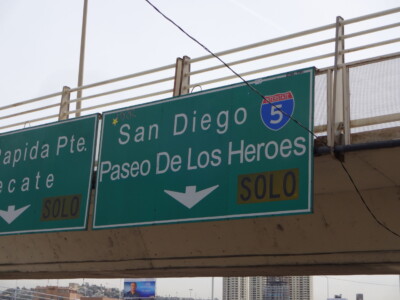 Rapida Pte.
ecate
SOLO
San Diego
5
Paseo De Los Heroes
SOLO